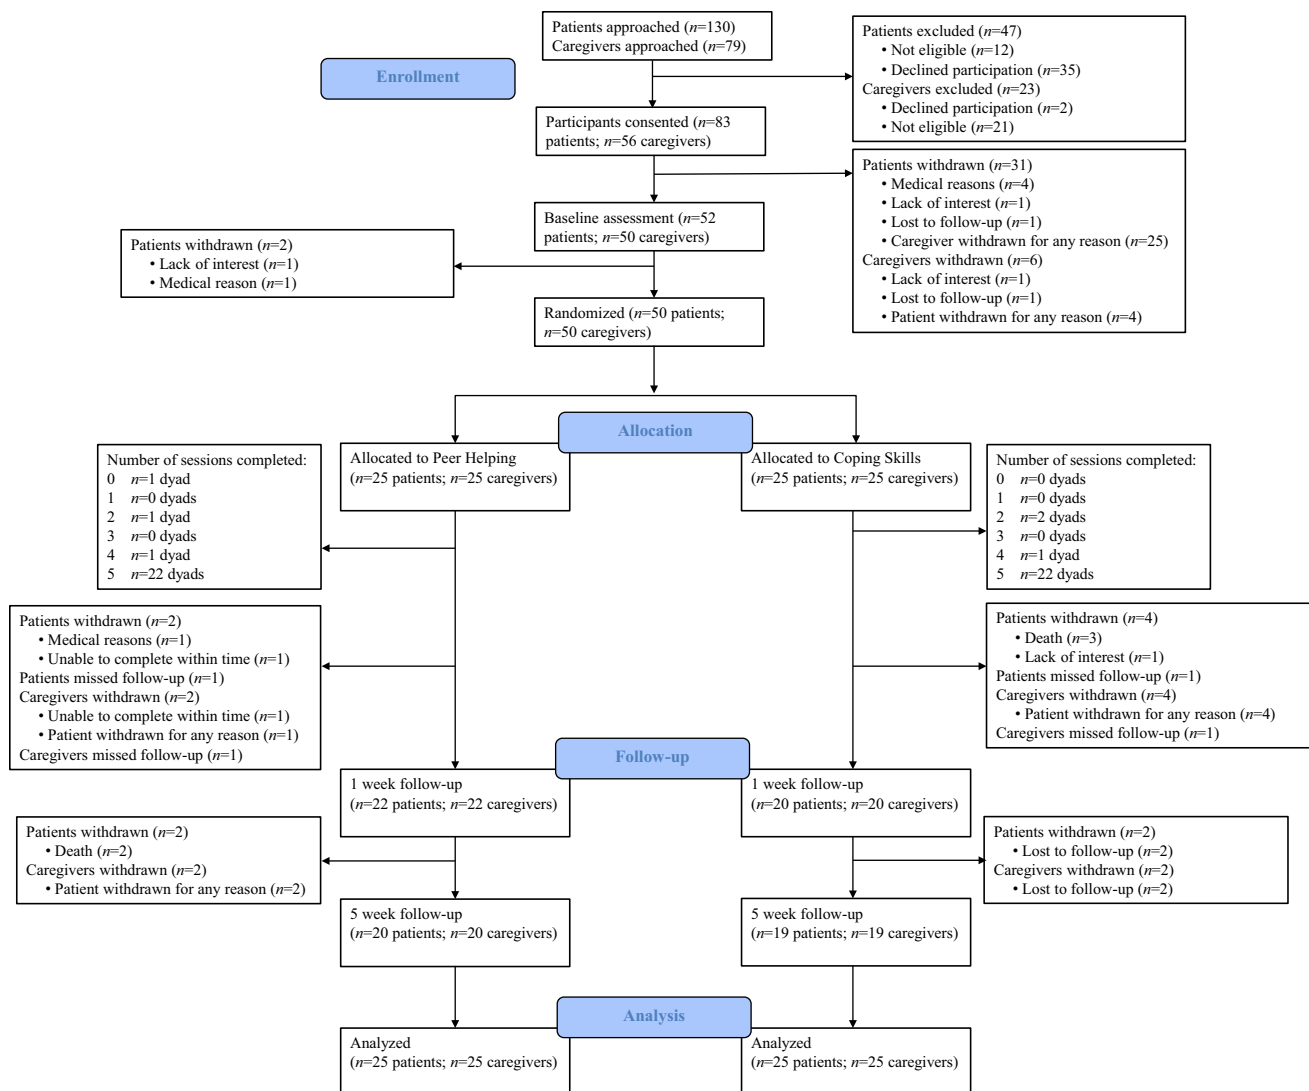 Patients approached (n=130)
Caregivers approached (n=79)
Patients excluded (n=47)
• Not eligible (n=12)
• Declined participation (n=35)
Caregivers excluded (n=23)
• Declined participation (n=2)
• Not eligible (n=21)
Enrollment
Participants consented (n=83
patients; n=56 caregivers)
Patients withdrawn (n=31)
• Medical reasons (n=4)
• Lack of interest (n=1)
• Lost to follow-up (n=1)
• Caregiver withdrawn for any reason (n=25)
Caregivers withdrawn (n=6)
• Lack of interest (n=1)
• Lost to follow-up (n=1)
• Patient withdrawn for any reason (n=4)
Baseline assessment (n=52
patients; n=50 caregivers)
Patients withdrawn (n=2)
• Lack of interest (n=1)
• Medical reason (n=1)
Randomized (n=50 patients;
n=50 caregivers)
Allocation
Allocated to Peer Helping
(n=25 patients; n=25 caregivers)
Allocated to Coping Skills
(n=25 patients; n=25 caregivers)
Number of sessions completed:
0 n=1 dyad
1 n=0 dyads
2 n=1 dyad
3 n=0 dyads
4 n=1 dyad
5 n=22 dyads
Number of sessions completed:
0 n=0 dyads
1 n=0 dyads
2 n=2 dyads
3 n=0 dyads
4 n=1 dyad
5 n=22 dyads
Patients withdrawn (n=2)
• Medical reasons (n=1)
• Unable to complete within time (n=1)
Patients missed follow-up (n=1)
Caregivers withdrawn (n=2)
• Unable to complete within time (n=1)
• Patient withdrawn for any reason (n=1)
Caregivers missed follow-up (n=1)
Patients withdrawn (n=4)
• Death (n=3)
• Lack of interest (n=1)
Patients missed follow-up (n=1)
Caregivers withdrawn (n=4)
• Patient withdrawn for any reason (n=4)
Caregivers missed follow-up (n=1)
Follow-up
1 week follow-up
(n=22 patients; n=22 caregivers)
1 week follow-up
(n=20 patients; n=20 caregivers)
Patients withdrawn (n=2)
• Death (n=2)
Caregivers withdrawn (n=2)
• Patient withdrawn for any reason (n=2)
Patients withdrawn (n=2)
• Lost to follow-up (n=2)
Caregivers withdrawn (n=2)
• Lost to follow-up (n=2)
5 week follow-up
(n=20 patients; n=20 caregivers)
5 week follow-up
(n=19 patients; n=19 caregivers)
Analysis
Analyzed
(n=25 patients; n=25 caregivers)
Analyzed
(n=25 patients; n=25 caregivers)